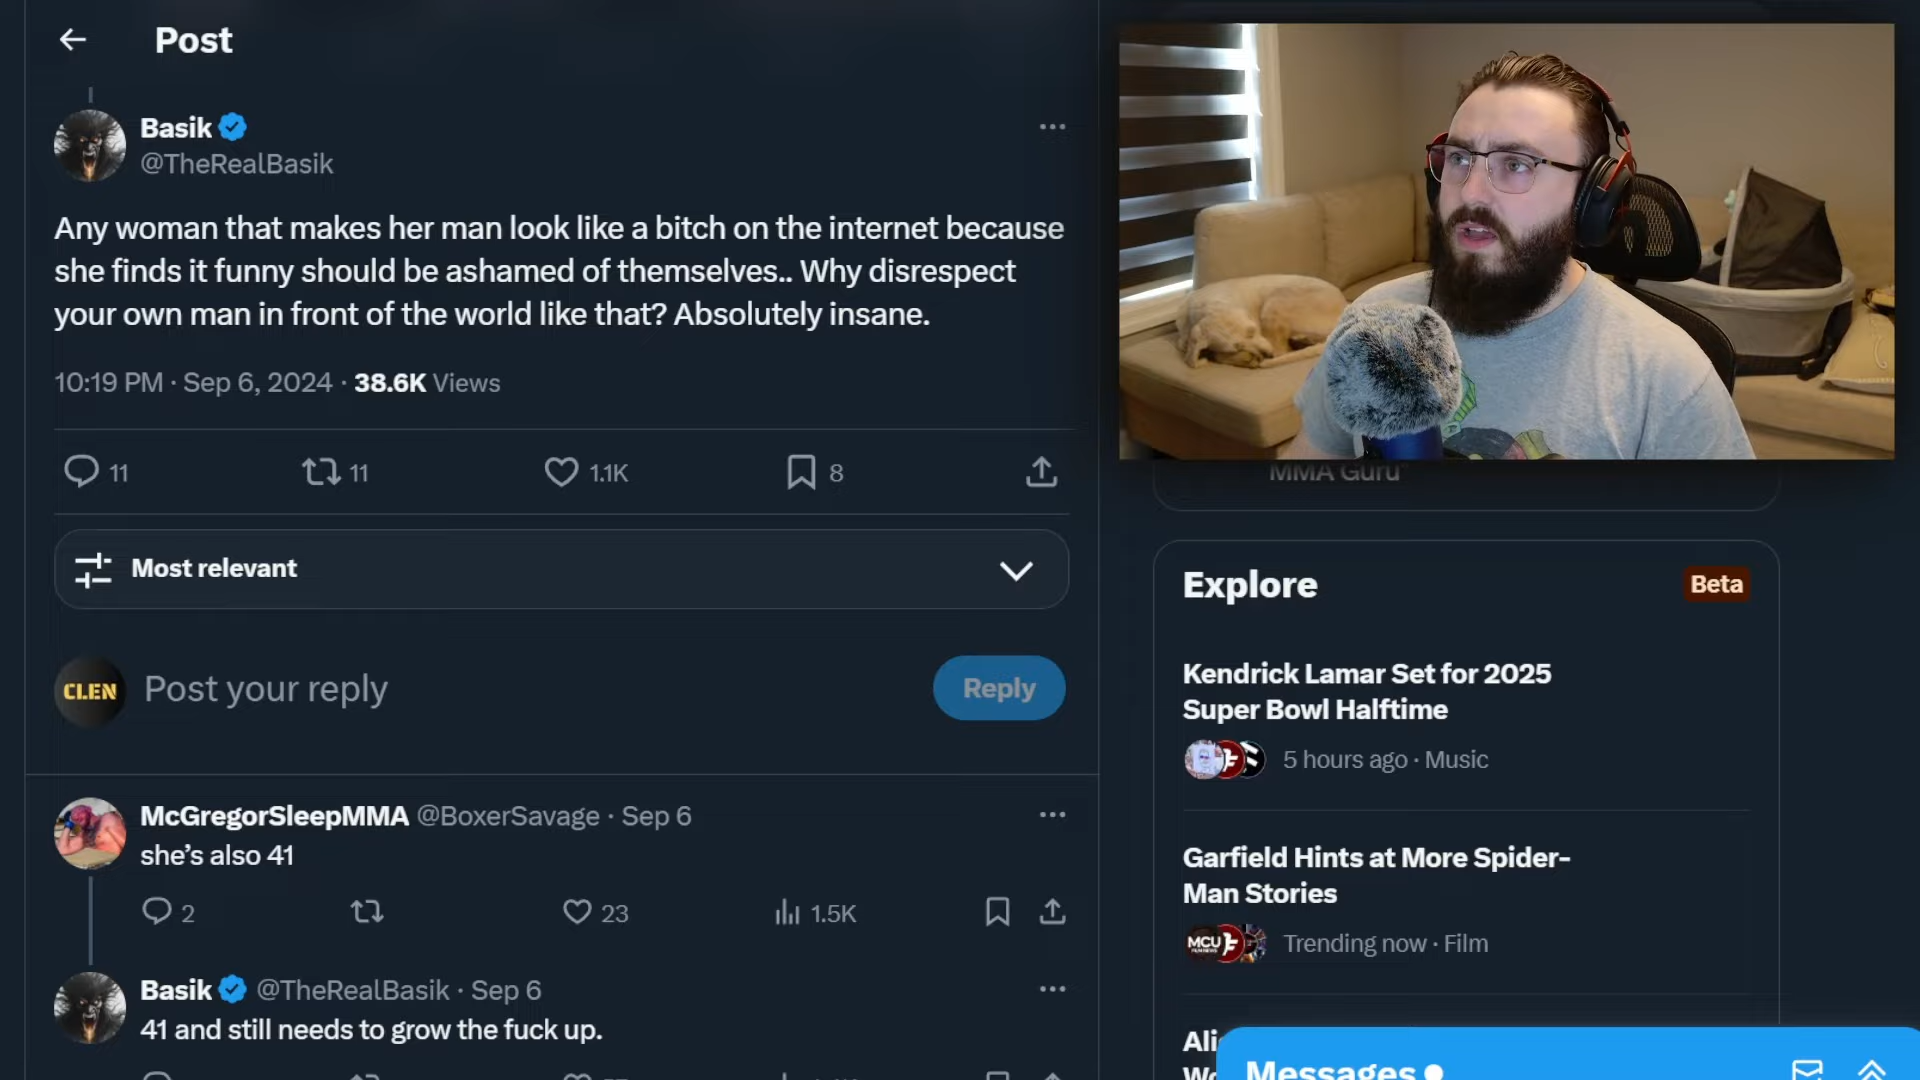 Post
Basik
@TheRealBasik
Any woman that makes her man look like a bitch on the internet because
she finds it funny should be ashamed of themselves.. Why disrespect
your own man in front of the world like that? Absolutely insane.
10:19 PM · Sep 6, 2024 · 38.6K Views
11 11 1.1K 8
Most relevant
CLEN Post your reply Reply
McGregorSleepMMA @BoxerSavage · Sep 6
she's also 41
2 23 1.5K
Basik @TheRealBasik · Sep 6
41 and still needs to grow the fuck up.
MMA Guru"
Explore Beta
Kendrick Lamar Set for 2025
Super Bowl Halftime
5 hours ago · Music
Garfield Hints at More Spider-
Man Stories
MCU Trending now · Film
Messages